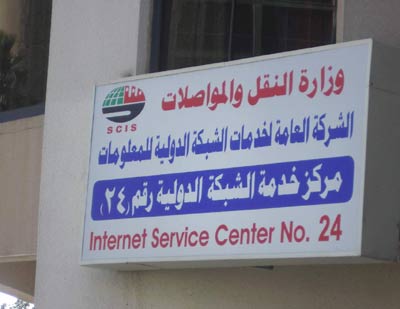 وزارة النقل والمواصلات
SCIS
الشركة العامة لخدمات الشبكة الدولية للمعلومات
مركز خدمة الشبكة الدولية رقم (٢٤)
Internet Service Center No. 24